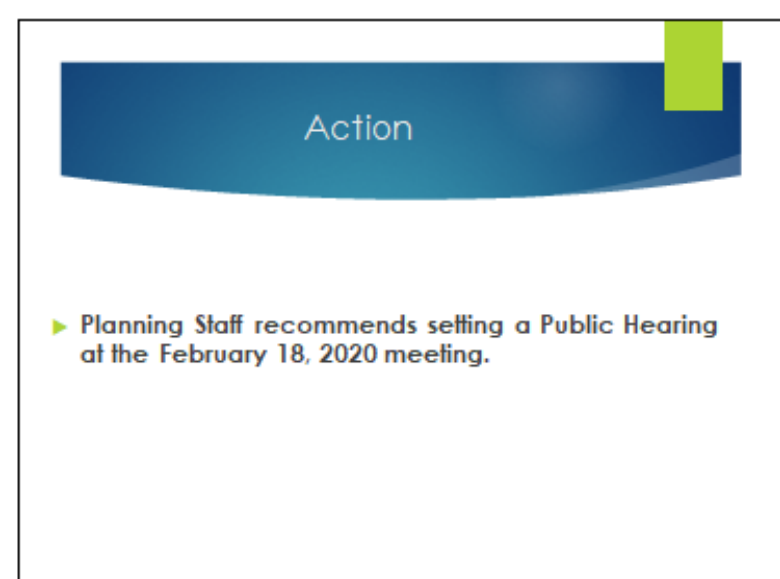 Action
Planning Staff recommends setting a Public Hearing
at the February 18, 2020 meeting.